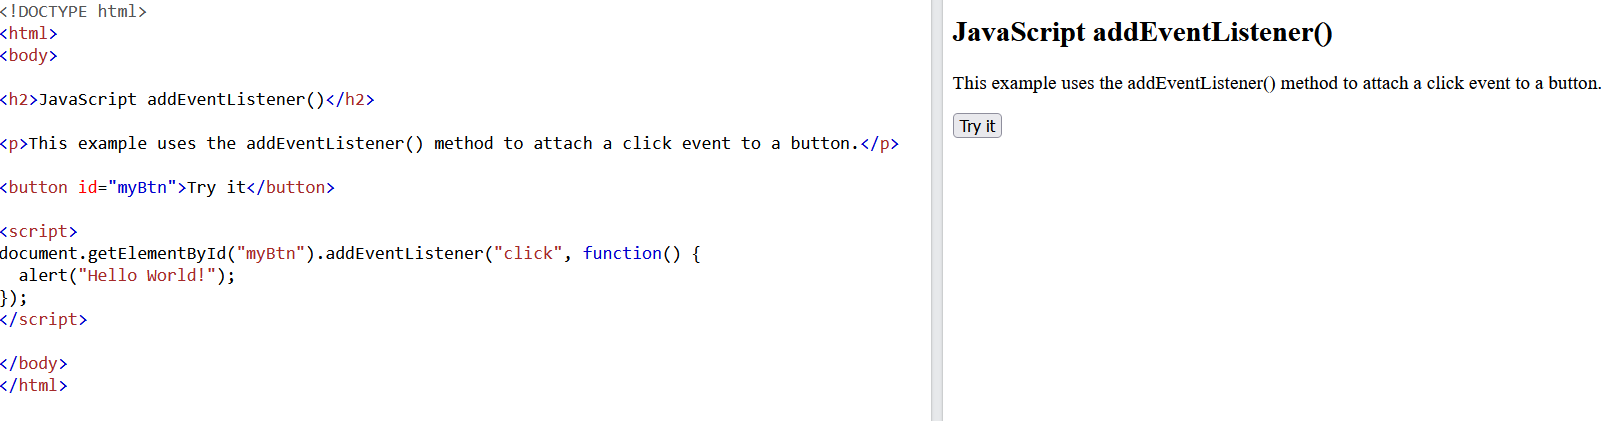 <!DOCTYPE html>
<html>
<body>
<h2>JavaScript addEventListener()</h2>
<p>This example uses the addEventListener() method to attach a click event to a button.</p>
<button id="myBtn">Try it</button>
<script>
document.getElementById("myBtn").addEventListener("click", function() {
  alert("Hello World!");
});
</script>
</body>
</html>
JavaScript addEventListener()
This example uses the addEventListener() method to attach a click event to a button.
Try it